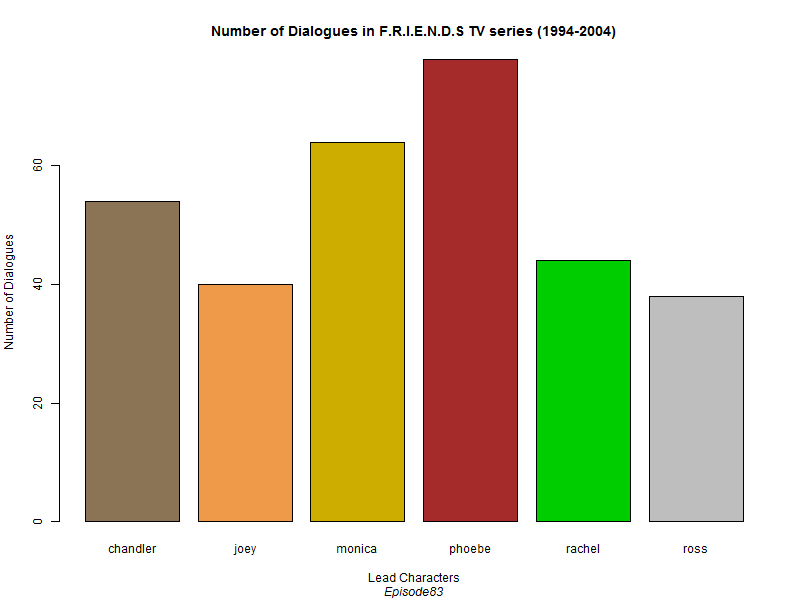 Number of Dialogues in F.R.I.E.N.D.S TV series (1994-2004)
Number of Dialogues
60
40
20
0
chandler joey monica phoebe rachel ross
Lead Characters
Episode83